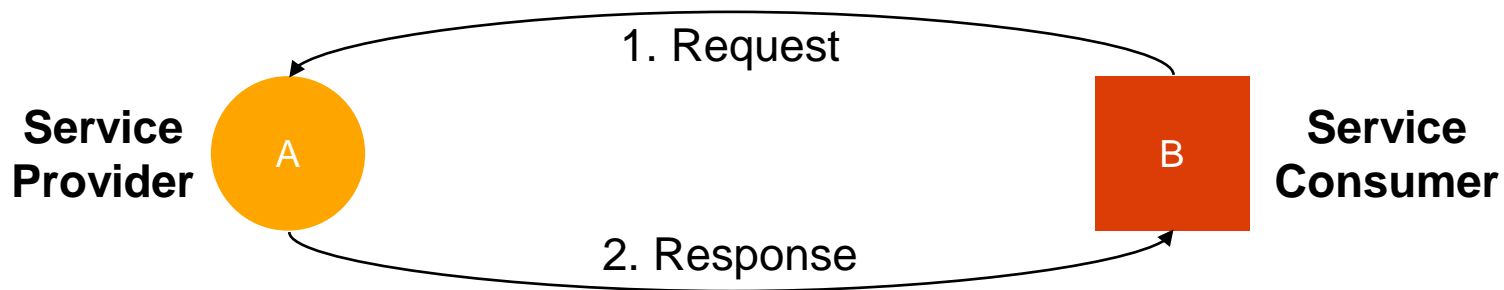 1. Request
Service
Provider
A
B
Service
Consumer
2. Response